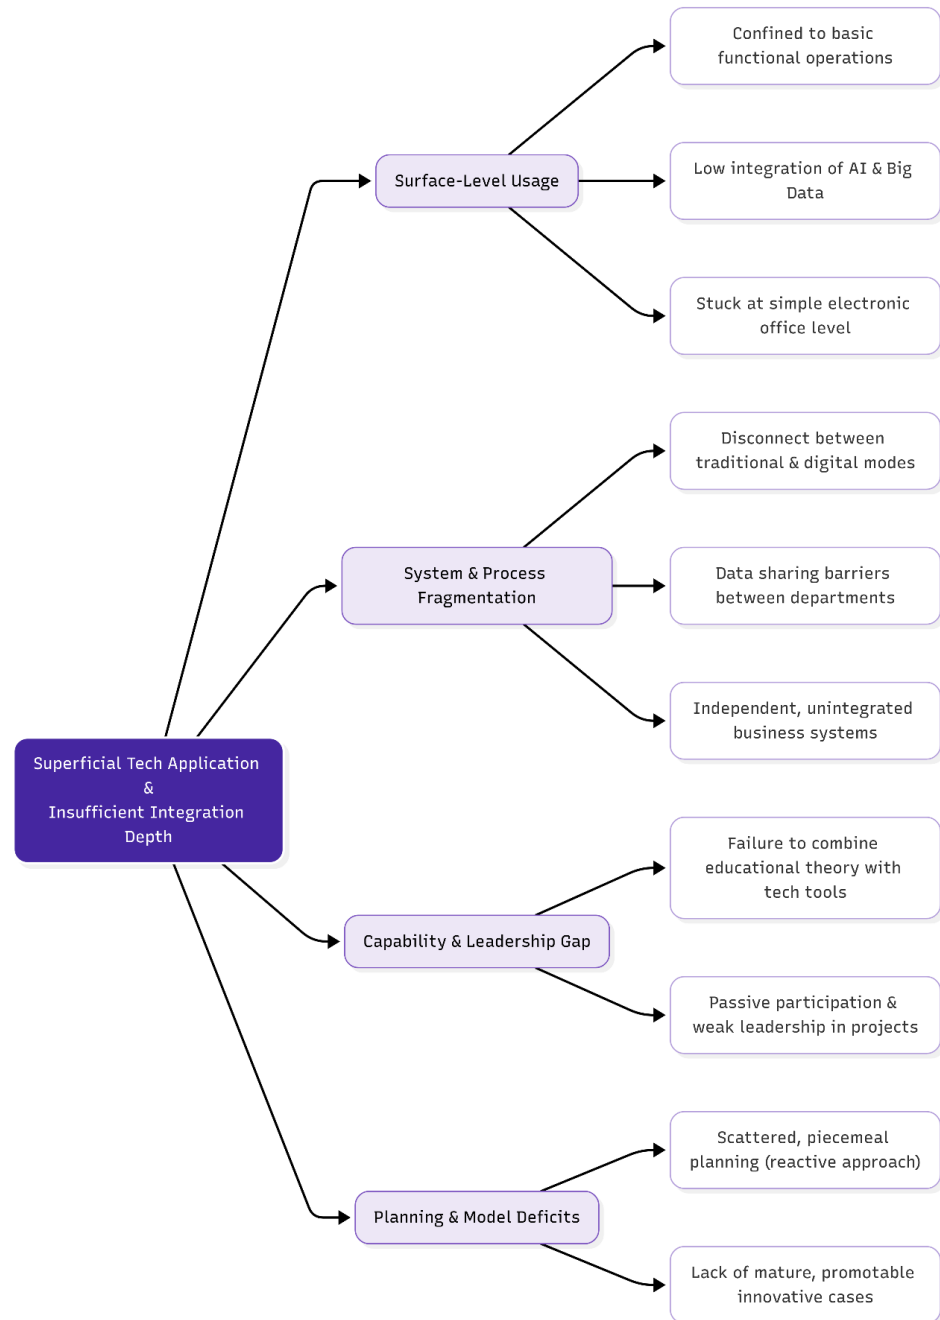 Confined to basic
functional operations
Surface-Level Usage
Low integration of AI & Big
Data
Stuck at simple electronic
office level
Disconnect between
traditional & digital modes
System & Process
Fragmentation
Data sharing barriers
between departments
Independent, unintegrated
business systems
Superficial Tech Application
&
Insufficient Integration
Depth
Failure to combine
educational theory with
tech tools
Capability & Leadership Gap
Passive participation &
weak leadership in projects
Scattered, piecemeal
planning (reactive approach)
Planning & Model Deficits
Lack of mature, promotable
innovative cases